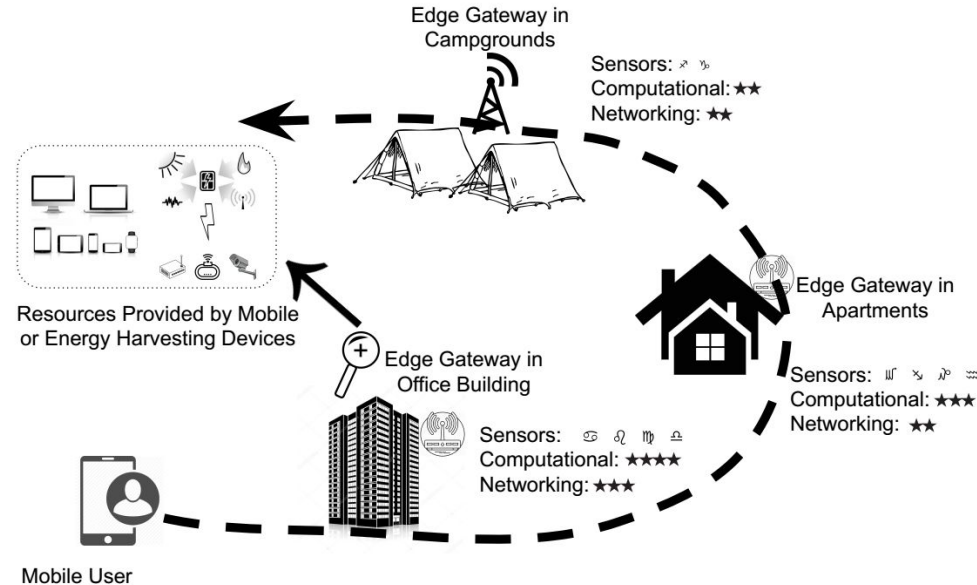 Edge Gateway in
Campgrounds
Sensors: ♐ ♑
Computational: ★★
Networking: ★★
Resources Provided by Mobile
or Energy Harvesting Devices
Edge Gateway in
Apartments
Sensors: ♏ ♐ ♑ ♒
Computational: ★★★
Networking: ★★
Edge Gateway in
Office Building
Sensors: ♋ ♌ ♍ ♎
Computational: ★★★★
Networking: ★★★
Mobile User